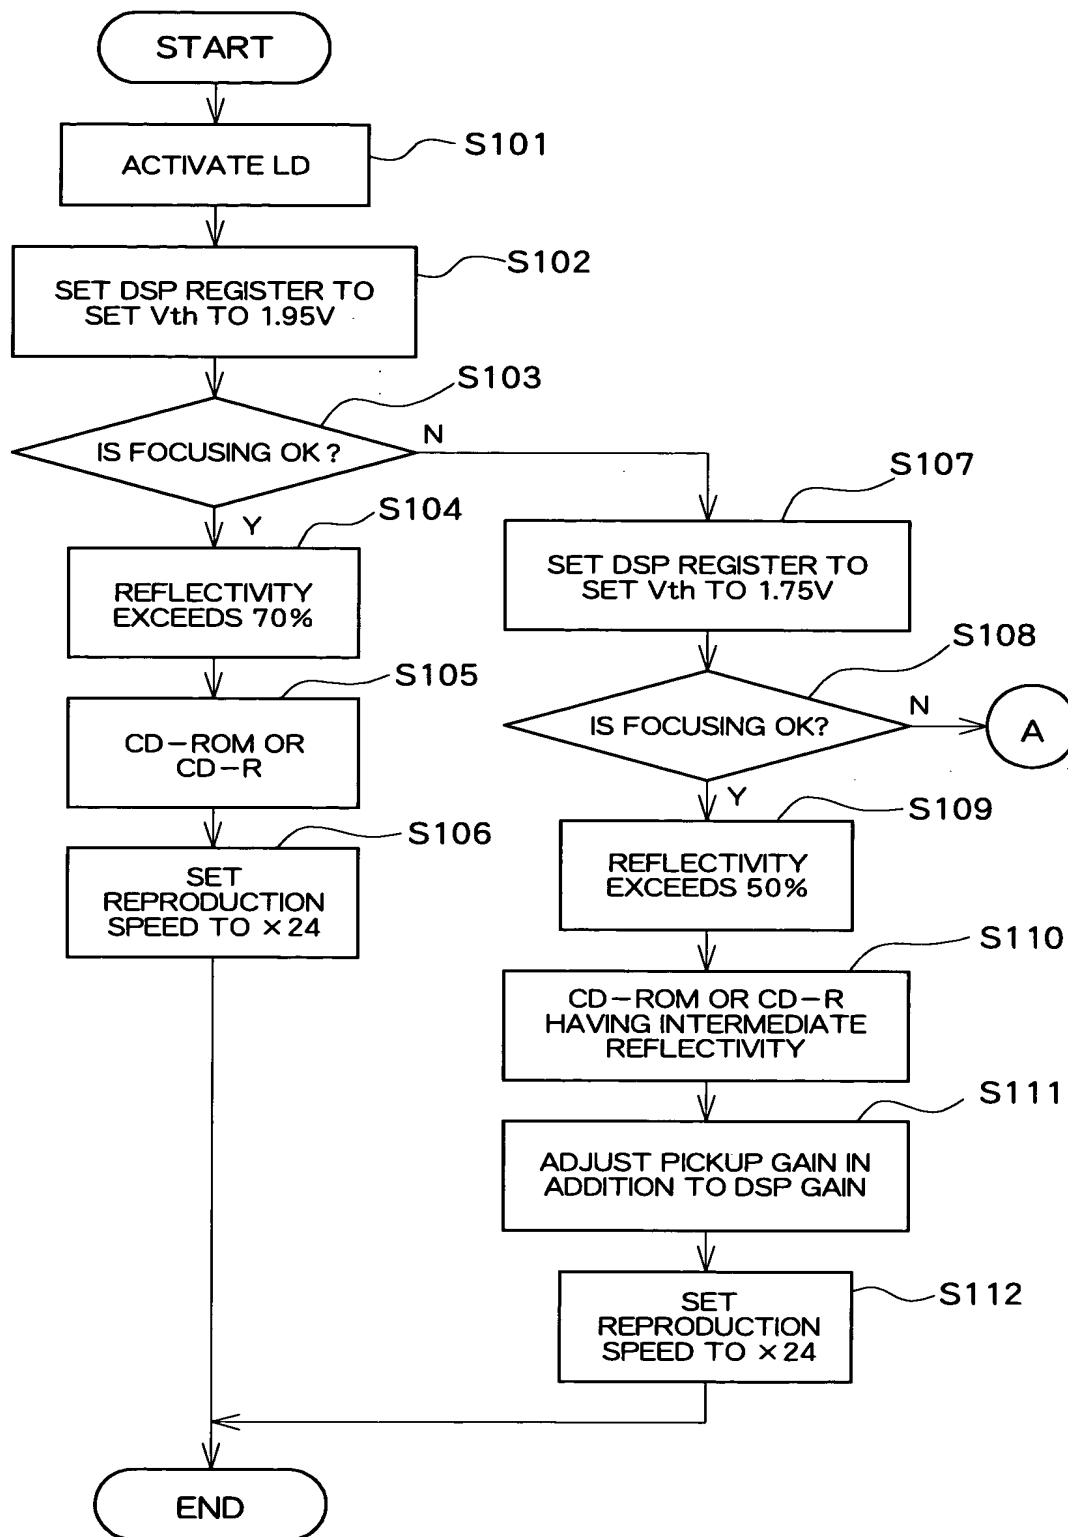 START
ACTIVATE LD
S101
SET DSP REGISTER TO
SET Vth TO 1.95V
S102
IS FOCUSING OK?
S103
N
Y
REFLECTIVITY
EXCEEDS 70%
S104
CD-ROM OR
CD-R
S105
SET
REPRODUCTION
SPEED TO ×24
S106
SET DSP REGISTER TO
SET Vth TO 1.75V
S107
IS FOCUSING OK?
S108
N
A
Y
REFLECTIVITY
EXCEEDS 50%
S109
CD-ROM OR CD-R
HAVING INTERMEDIATE
REFLECTIVITY
S110
ADJUST PICKUP GAIN IN
ADDITION TO DSP GAIN
S111
SET
REPRODUCTION
SPEED TO ×24
S112
END